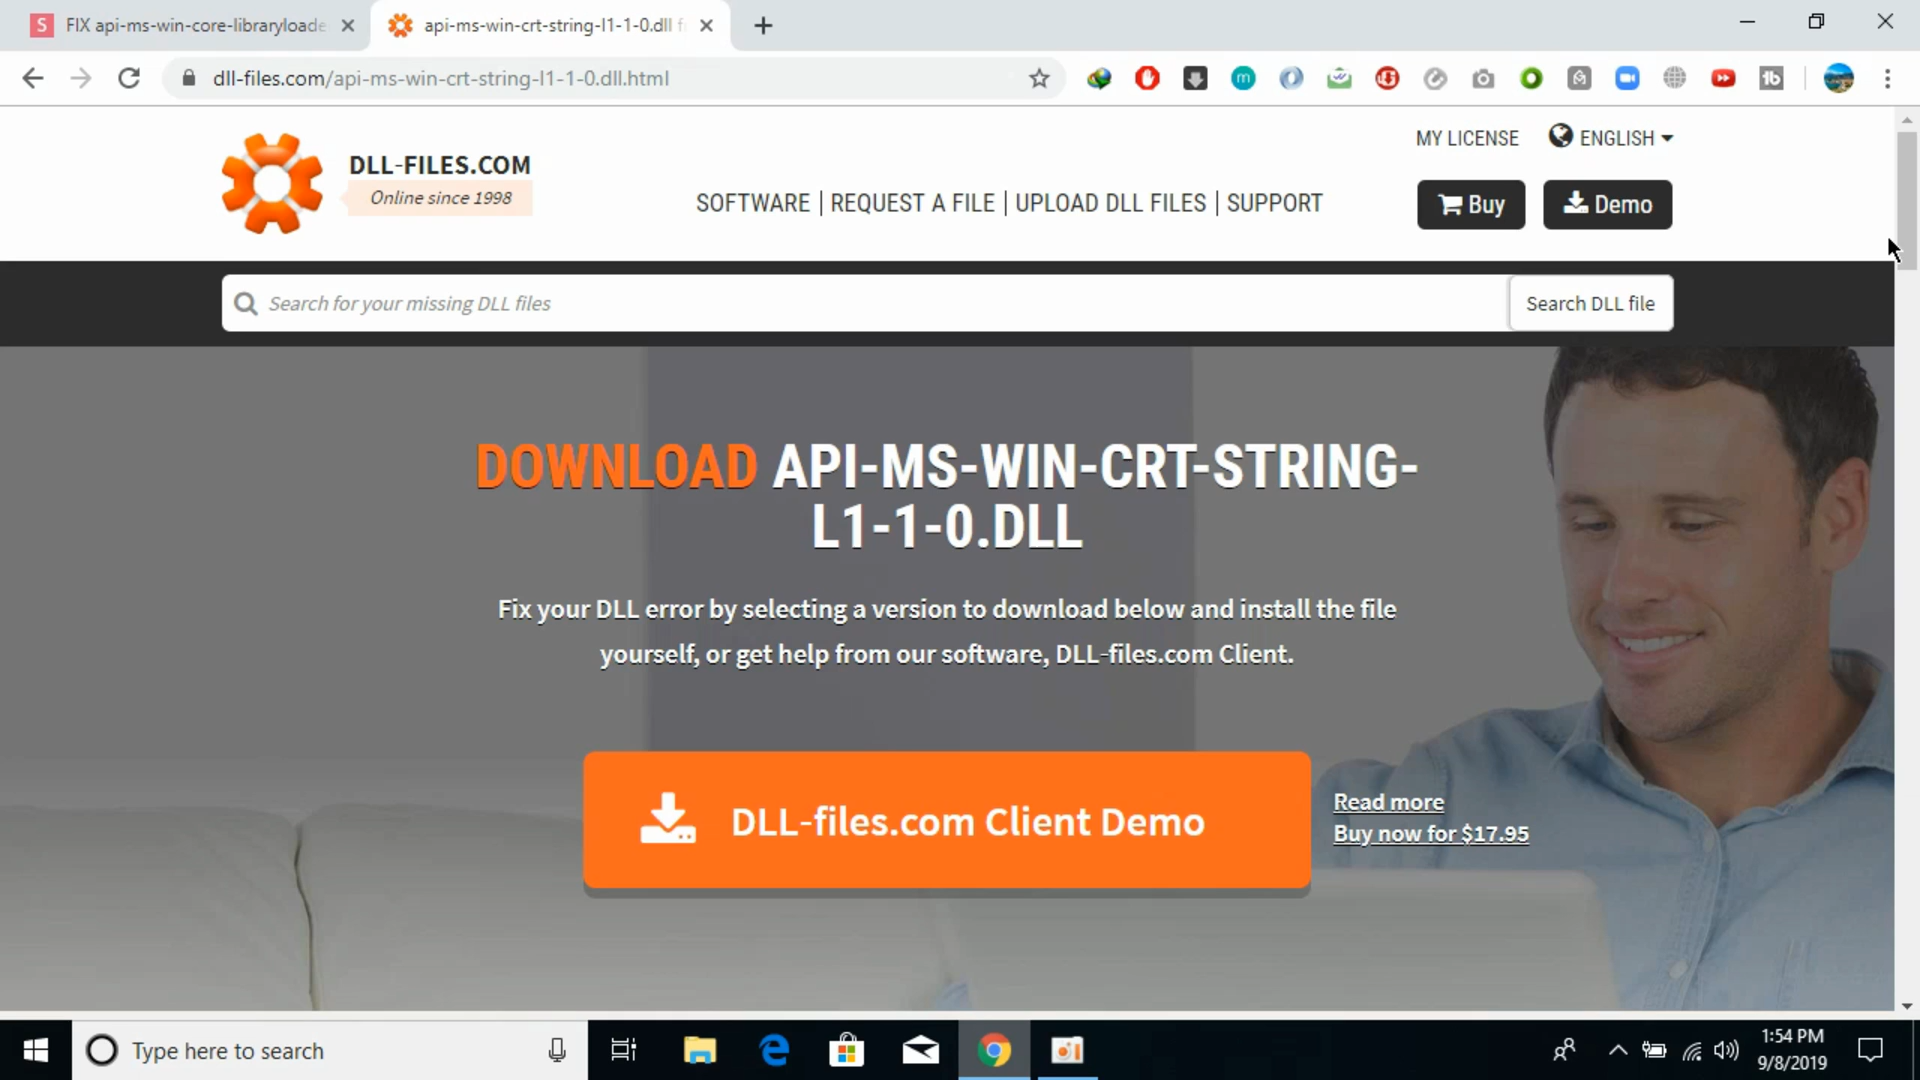 FIX api-ms-win-core-libraryloade
api-ms-win-crt-string-l1-1-0.dll f
dll-files.com/api-ms-win-crt-string-l1-1-0.dll.html
DLL-FILES.COM
Online since 1998
MY LICENSE
ENGLISH
SOFTWARE | REQUEST A FILE | UPLOAD DLL FILES | SUPPORT
Buy
Demo
Search for your missing DLL files
Search DLL file
DOWNLOAD API-MS-WIN-CRT-STRING-
L1-1-0.DLL
Fix your DLL error by selecting a version to download below and install the file
yourself, or get help from our software, DLL-files.com Client.
DLL-files.com Client Demo
Read more
Buy now for $17.95
Type here to search
1:54 PM
9/8/2019